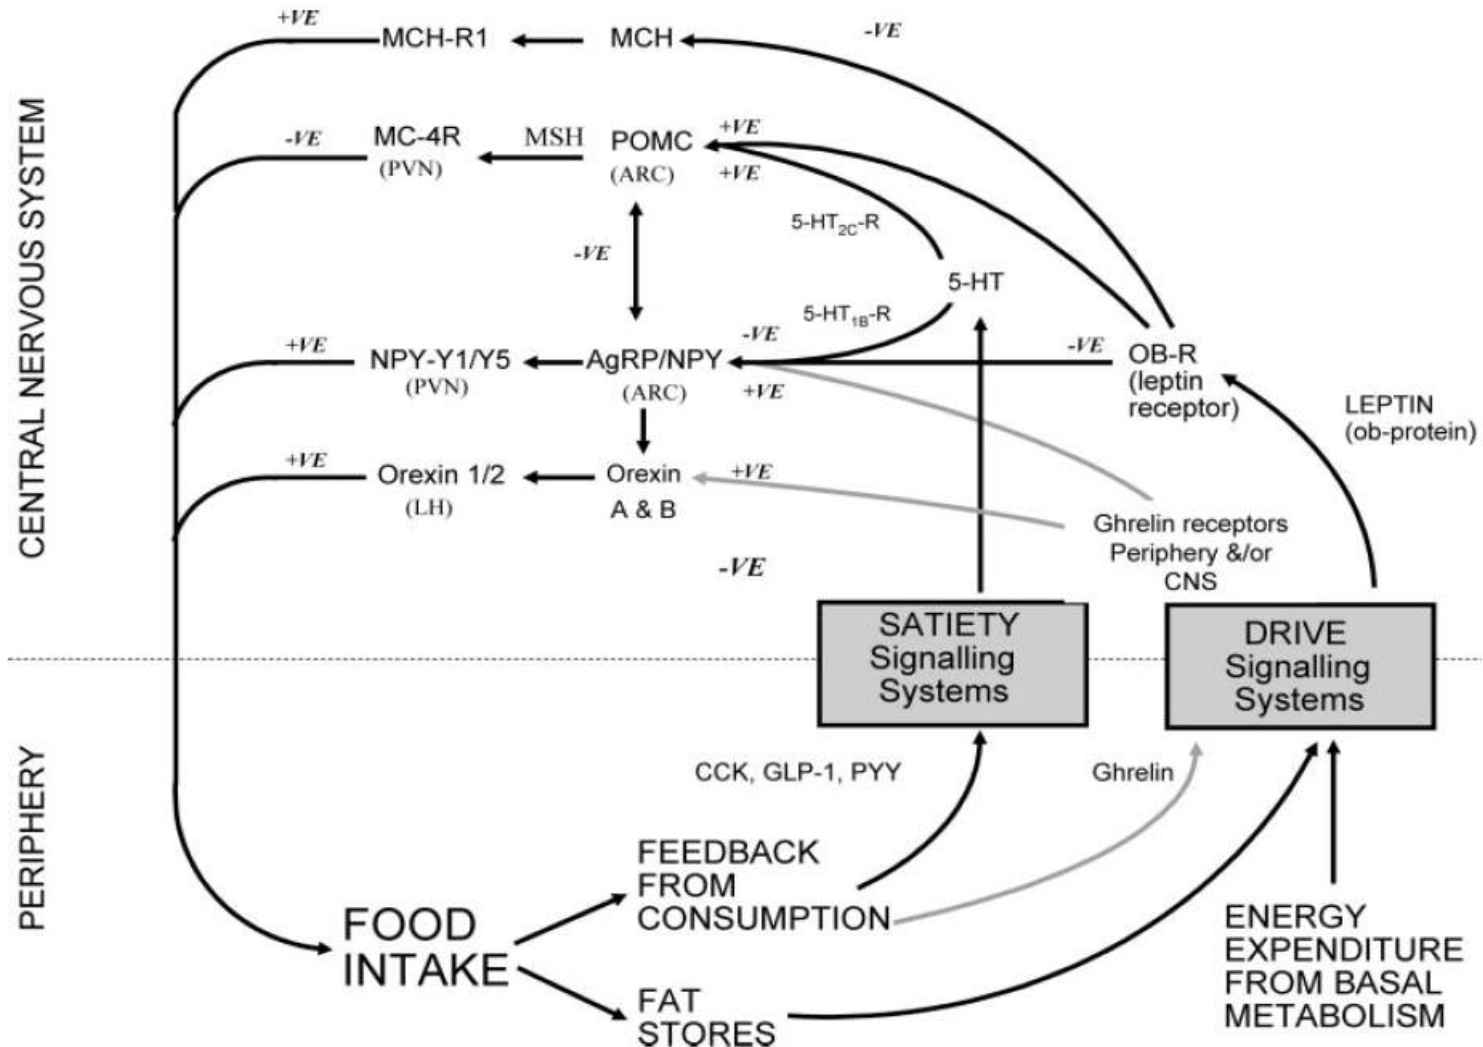 +VE
MCH-R1
MCH
-VE
-VE
MC-4R
(PVN)
MSH
POMC
(ARC)
+VE
+VE
5-HT2C-R
-VE
5-HT
5-HT1B-R
+VE
NPY-Y1/Y5
(PVN)
AgRP/NPY
(ARC)
-VE
+VE
-VE
OB-R
(leptin
receptor)
LEPTIN
(ob-protein)
+VE
Orexin 1/2
(LH)
Orexin
A & B
+VE
Ghrelin receptors
Periphery &/or
CNS
-VE
CENTRAL NERVOUS SYSTEM
SATIETY
Signalling
Systems
DRIVE
Signalling
Systems
PERIPHERY
CCK, GLP-1, PYY
Ghrelin
FOOD
INTAKE
FEEDBACK
FROM
CONSUMPTION
FAT
STORES
ENERGY
EXPENDITURE
FROM BASAL
METABOLISM